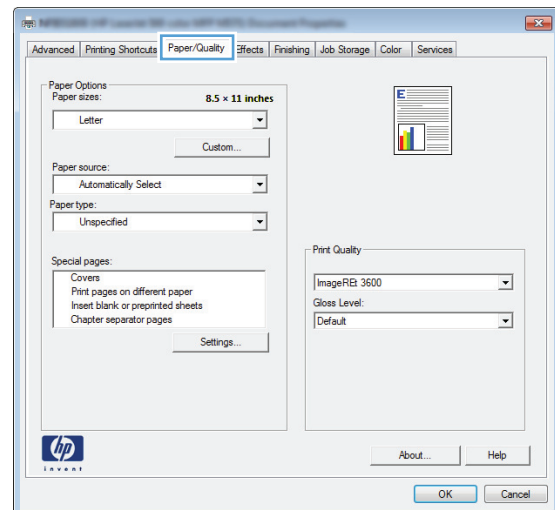 Advanced Printing Shortcuts Paper/Quality Effects Finishing Job Storage Color Services
Paper Options
Paper sizes: 8.5 × 11 inches
Letter
Custom...
Paper source:
Automatically Select
Paper type:
Unspecified
Special pages:
Covers
Print pages on different paper
Insert blank or preprinted sheets
Chapter separator pages
Settings...
E
Print Quality
ImageREt 3600
Gloss Level:
Default
hp
invent
About... Help
OK Cancel